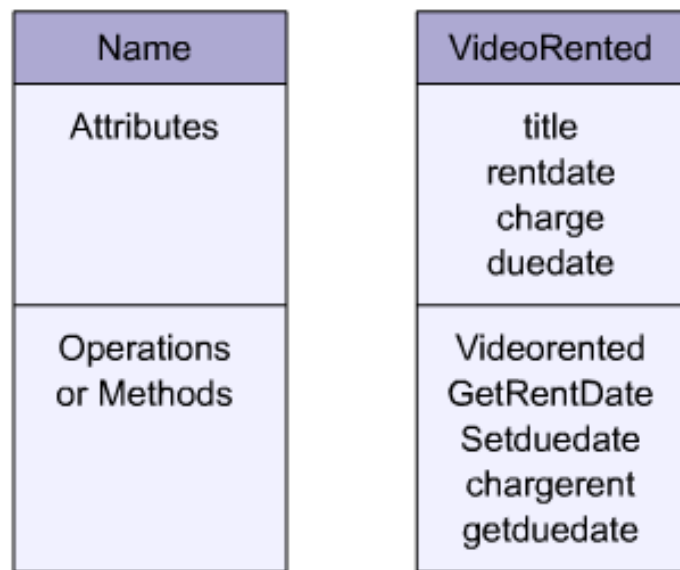 Name
Attributes
Operations
or Methods
VideoRented
title
rentdate
charge
duedate
Videorented
GetRentDate
Setduedate
chargerent
getduedate